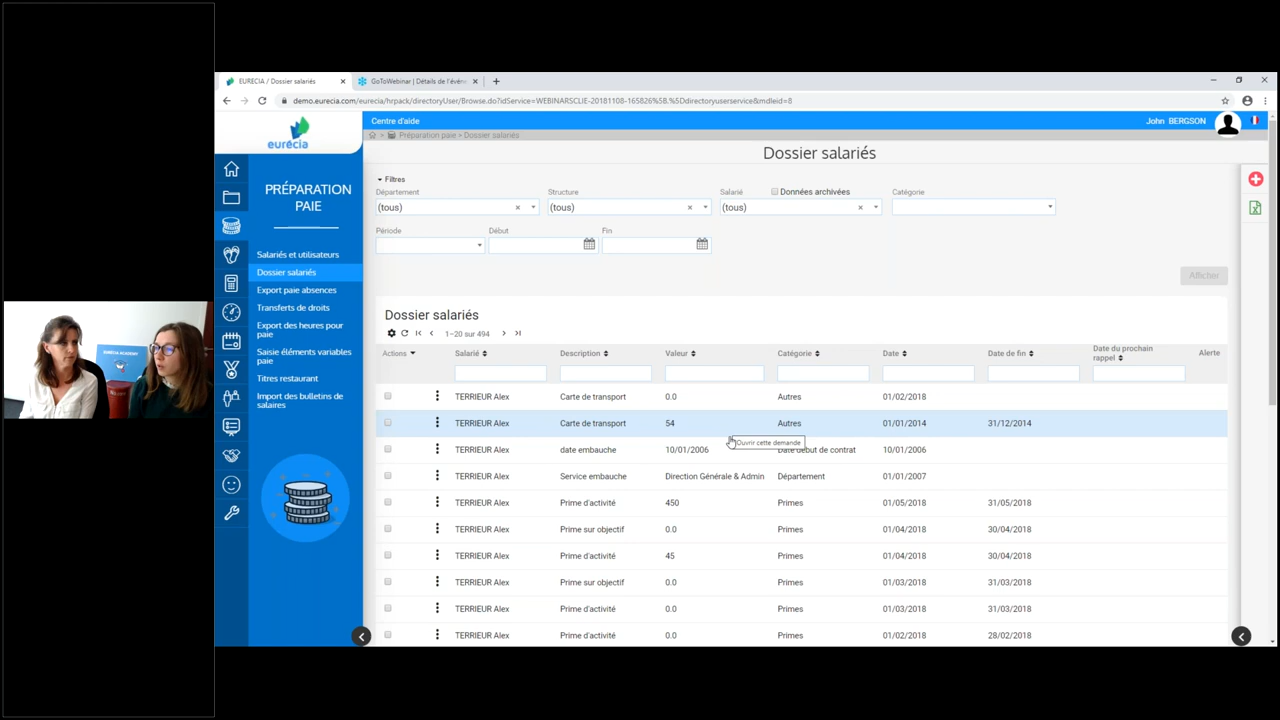 EURECIA / Dossier salariés
GoToWebinar | Détails de l'évén
demo.eurecia.com/eurecia/hrpack/directoryUser/Browse.do?idService=WEBINARSCLIE-20181108-165826%5B.%5Ddirectoryuserservice&mdleid=8
eurécia
Centre d'aide
John BERGSON
Préparation paie > Dossier salariés
Dossier salariés
PRÉPARATION
PAIE
Salariés et utilisateurs
Dossier salariés
Export paie absences
Transferts de droits
Export des heures pour
paie
Saisie éléments variables
paie
Titres restaurant
Import des bulletins de
salaires
Filtres
Département Structure Salarié Données archivées Catégorie
(tous) (tous) (tous)
Période Début Fin
Afficher
Dossier salariés
1–20 sur 494
Actions Salarié Description Valeur Catégorie Date Date de fin Date du prochain rappel Alerte
TERRIEUR Alex Carte de transport 0.0 Autres 01/02/2018
TERRIEUR Alex Carte de transport 54 Autres 01/01/2014 31/12/2014
Ouvrir cette demande
TERRIEUR Alex date embauche 10/01/2006 Date début de contrat 10/01/2006
TERRIEUR Alex Service embauche Direction Générale & Admin Département 01/01/2007
TERRIEUR Alex Prime d'activité 450 Primes 01/05/2018 31/05/2018
TERRIEUR Alex Prime sur objectif 0.0 Primes 01/04/2018 30/04/2018
TERRIEUR Alex Prime d'activité 45 Primes 01/04/2018 30/04/2018
TERRIEUR Alex Prime sur objectif 0.0 Primes 01/03/2018 31/03/2018
TERRIEUR Alex Prime d'activité 0.0 Primes 01/03/2018 31/03/2018
TERRIEUR Alex Prime d'activité 0.0 Primes 01/02/2018 28/02/2018